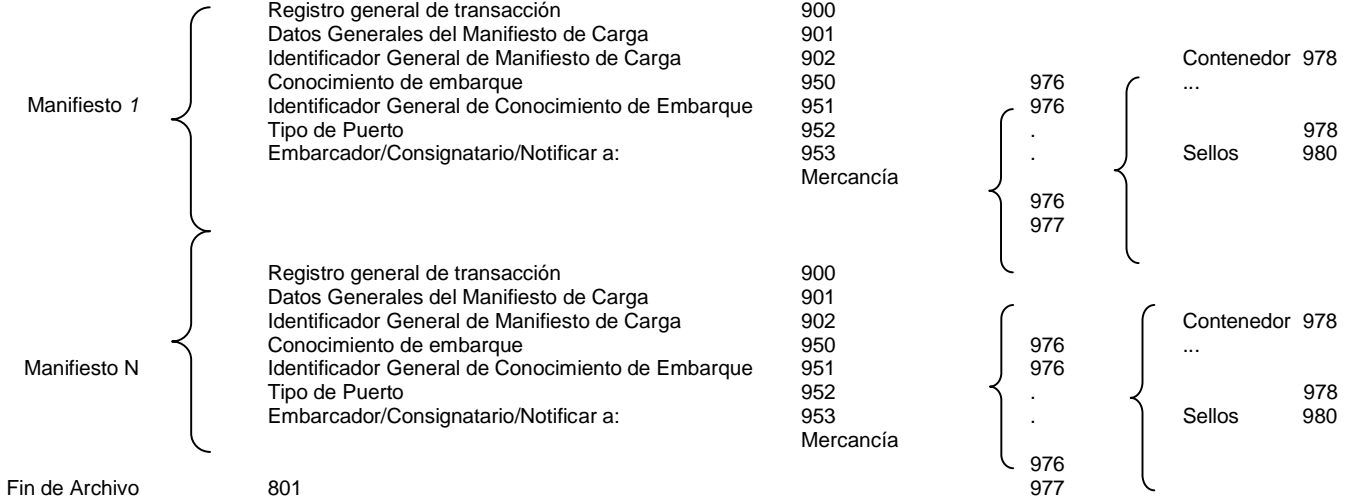 Registro general de transacción 900
Datos Generales del Manifiesto de Carga 901
Identificador General de Manifiesto de Carga 902 Contenedor 978
Conocimiento de embarque 950 976 ...
Manifiesto 1 Identificador General de Conocimiento de Embarque 951 976
Tipo de Puerto 952 . 978
Embarcador/Consignatario/Notificar a: 953 . Sellos 980
Mercancía
976
977
Registro general de transacción 900
Datos Generales del Manifiesto de Carga 901
Identificador General de Manifiesto de Carga 902 Contenedor 978
Conocimiento de embarque 950 976 ...
Manifiesto N Identificador General de Conocimiento de Embarque 951 976
Tipo de Puerto 952 . 978
Embarcador/Consignatario/Notificar a: 953 . Sellos 980
Mercancía
976
Fin de Archivo 801 977